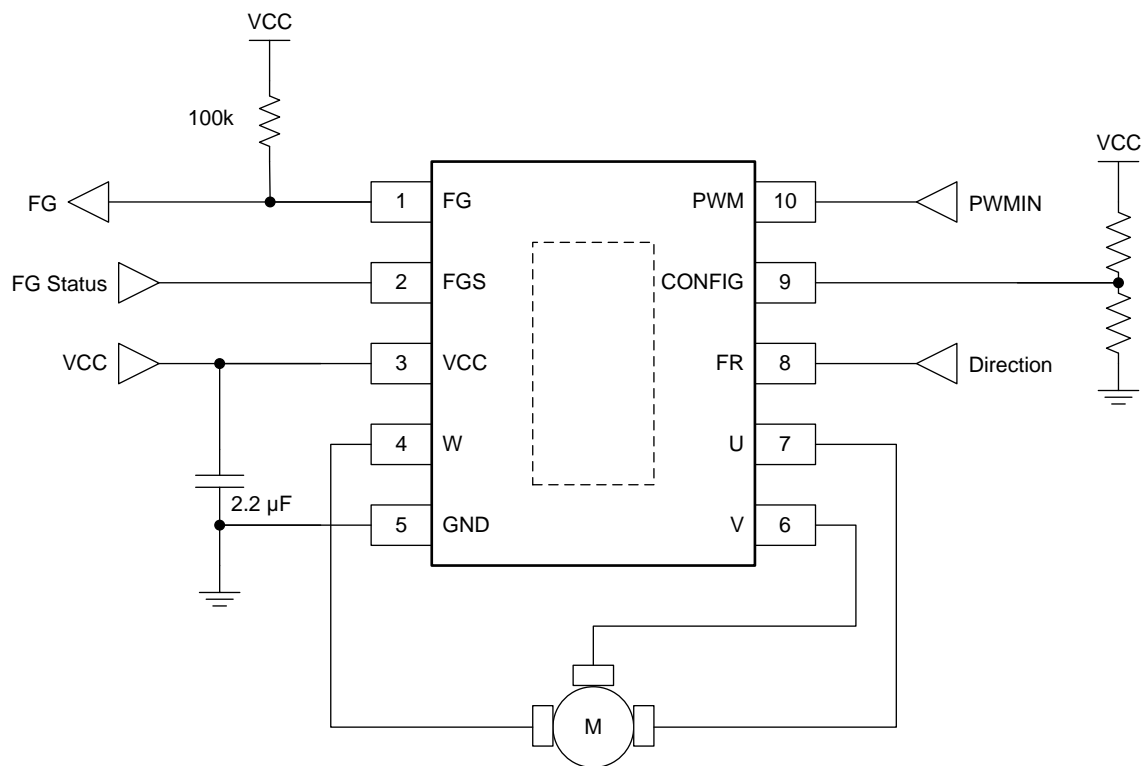 VCC
100k
VCC
FG
1
FG
PWM
10
PWMIN
FG Status
2
FGS
CONFIG
9
VCC
3
VCC
FR
8
Direction
4
W
U
7
2.2 µF
5
GND
V
6
M